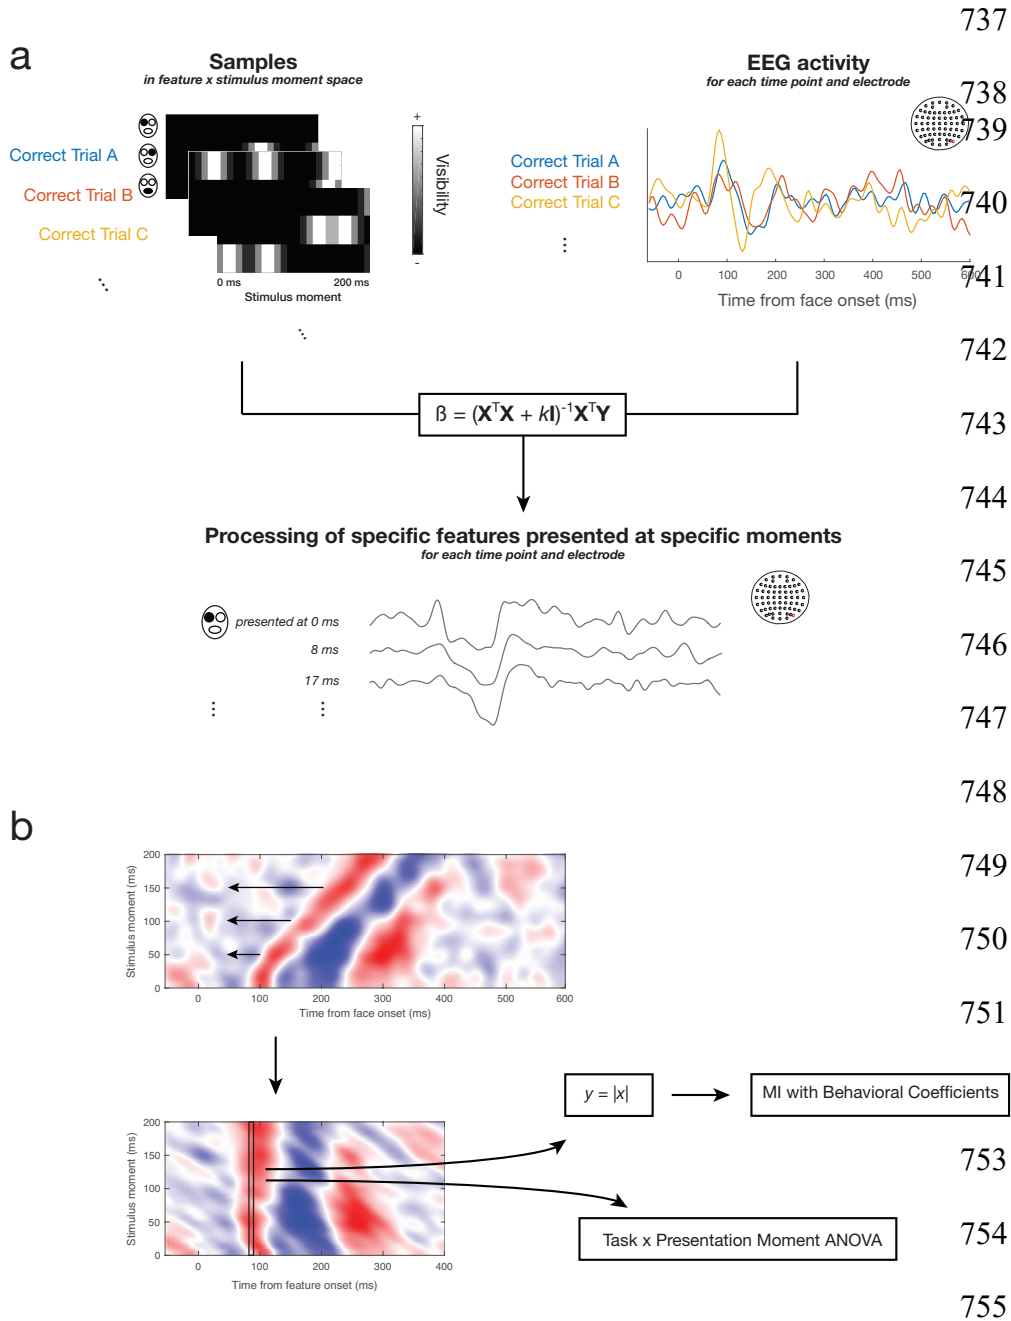 737
a
Samples
in feature x stimulus moment space
EEG activity
for each time point and electrode
738
739
+
Correct Trial A
Correct Trial B
Correct Trial C
Visibility
-
0 ms 200 ms
Stimulus moment
Correct Trial A
Correct Trial B
Correct Trial C
740
0 100 200 300 400 500 600
741
Time from face onset (ms)
742
ß = (XᵀX + kI)⁻¹XᵀY
743
744
Processing of specific features presented at specific moments
for each time point and electrode
745
presented at 0 ms
746
8 ms
17 ms
747
748
b
749
200
150
100
50
0
Stimulus moment (ms)
750
0 100 200 300 400 500 600
Time from face onset (ms)
751
y = |x|
MI with Behavioral Coefficients
200
150
100
50
0
Stimulus moment (ms)
753
0 100 200 300 400
Time from feature onset (ms)
Task x Presentation Moment ANOVA
754
755